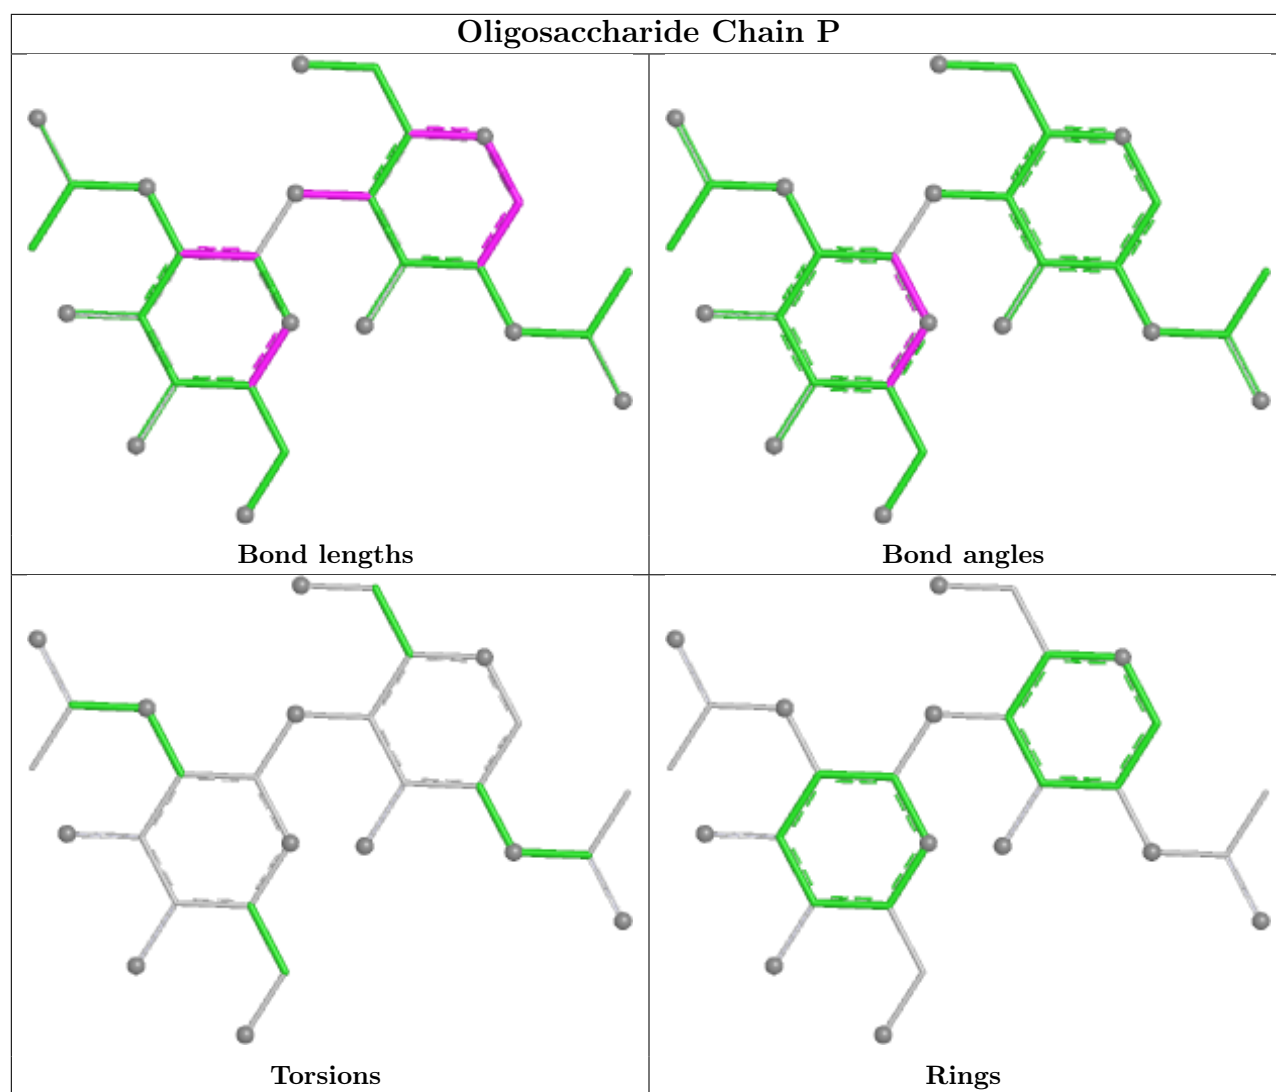 Oligosaccharide Chain P
Bond lengths
Bond angles
Torsions
Rings